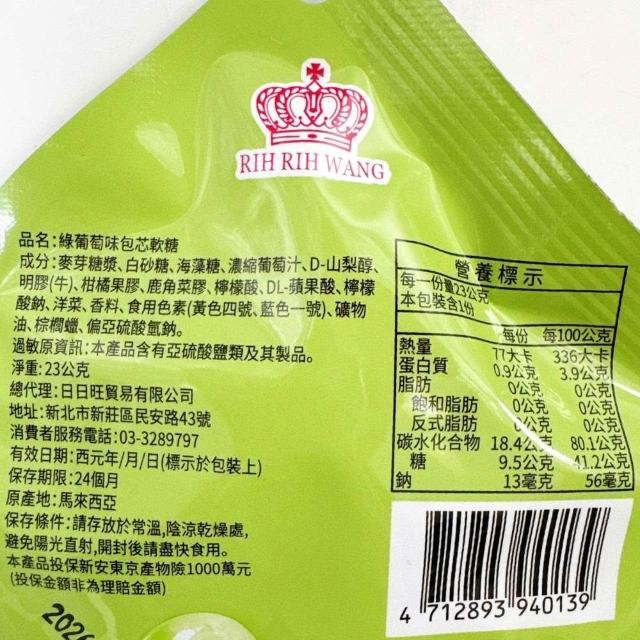 RIH RIH WANG
品名:綠葡萄味包芯軟糖
成分:麥芽糖漿、白砂糖、海藻糖、濃縮葡萄汁、D-山梨醇、
明膠(牛)、柑橘果膠、鹿角菜膠、檸檬酸、DL-蘋果酸、檸檬
酸鈉、洋菜、香料、食用色素(黃色四號、藍色一號)、礦物
油、棕櫚蠟、偏亞硫酸氫鈉。
過敏原資訊:本產品含有亞硫酸鹽類及其製品。
淨重:23公克
總代理:日日旺貿易有限公司
地址:新北市新莊區民安路43號
消費者服務電話:03-3289797
有效日期:西元年/月/日(標示於包裝上)
保存期限:24個月
原產地:馬來西亞
保存條件:請存放於常溫,陰涼乾燥處,
避免陽光直射,開封後請盡快食用。
本產品投保新安東京產物險1000萬元
(投保金額非為理賠金額)
營養標示
每一份量23公克
本包裝含1份
每份 每100公克
熱量 77大卡 336大卡
蛋白質 0.9公克 3.9公克
脂肪 0公克 0公克
飽和脂肪 0公克 0公克
反式脂肪 0公克 0公克
碳水化合物 18.4公克 80.1公克
糖 9.5公克 41.2公克
鈉 13毫克 56毫克
4 712893 940139